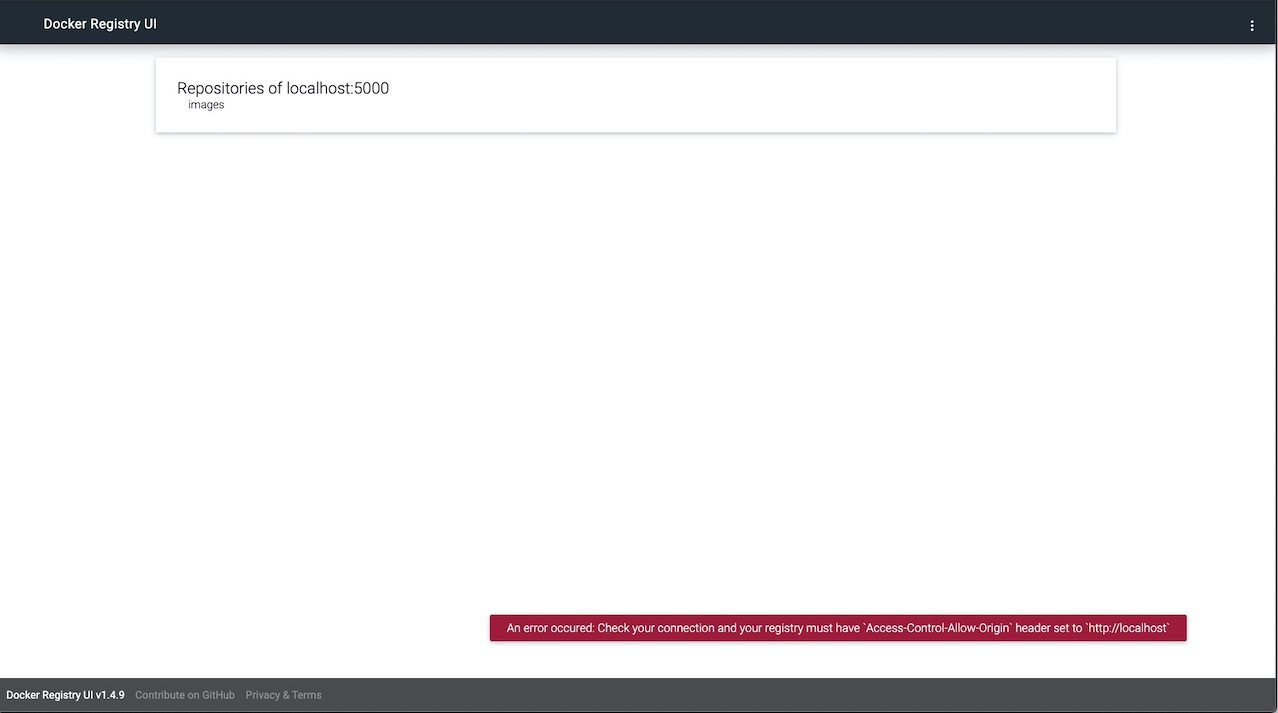 Docker Registry UI
Repositories of localhost:5000
images
An error occured: Check your connection and your registry must have `Access-Control-Allow-Origin` header set to `http://localhost`
Docker Registry UI v1.4.9 Contribute on GitHub Privacy & Terms